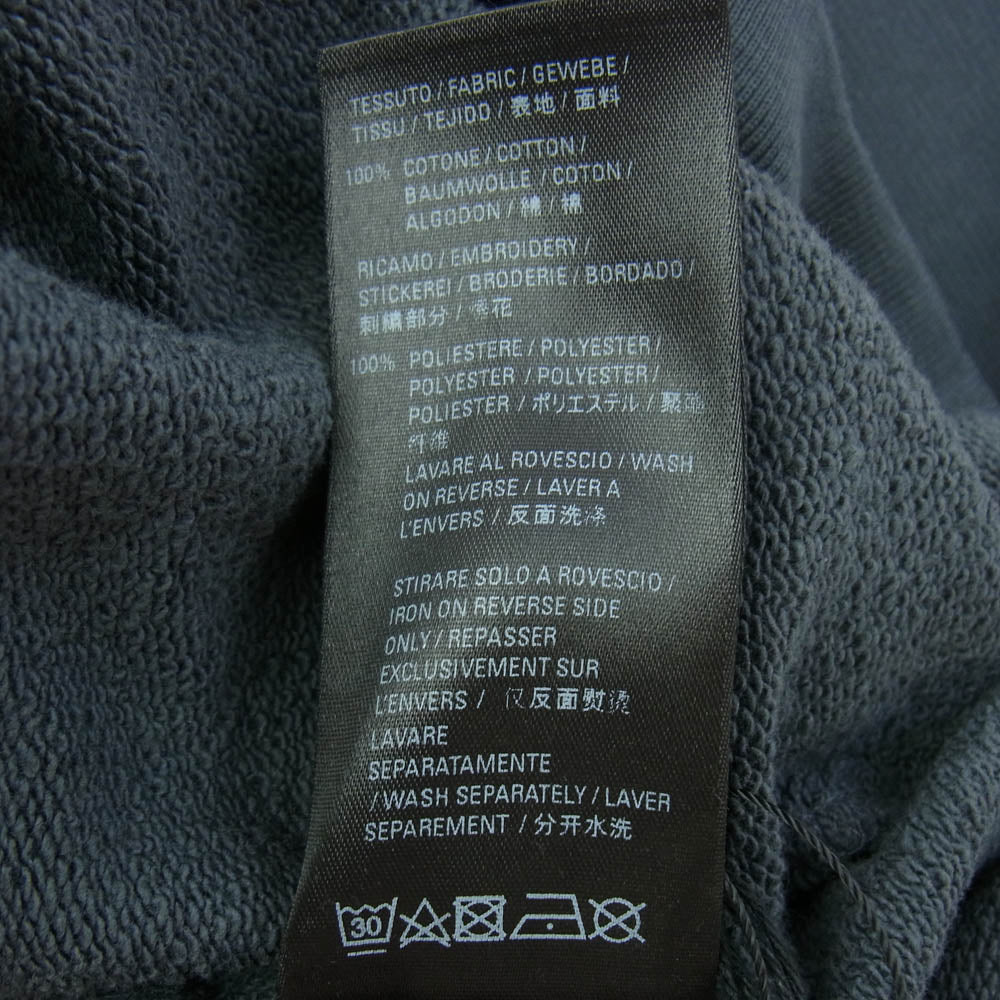 TESSUTO / FABRIC / GEWEBE /
TISSU / TEJIDO / 表地 / 面料
100% COTONE / COTTON /
BAUMWOLLE / COTON /
ALGODON / 綿 / 棉
RICAMO / EMBROIDERY /
STICKEREI / BRODERIE / BORDADO /
刺繍部分 / 绣花
100% POLIESTERE / POLYESTER /
POLYESTER / POLYESTER /
POLIESTER / ポリエステル / 聚酯
纤维
LAVARE AL ROVESCIO / WASH
ON REVERSE / LAVER A
L'ENVERS / 反面洗涤
STIRARE SOLO A ROVESCIO /
IRON ON REVERSE SIDE
ONLY / REPASSER
EXCLUSIVEMENT SUR
L'ENVERS / 仅反面熨烫
LAVARE
SEPARATAMENTE
/ WASH SEPARATELY / LAVER
SEPAREMENT / 分开水洗
30